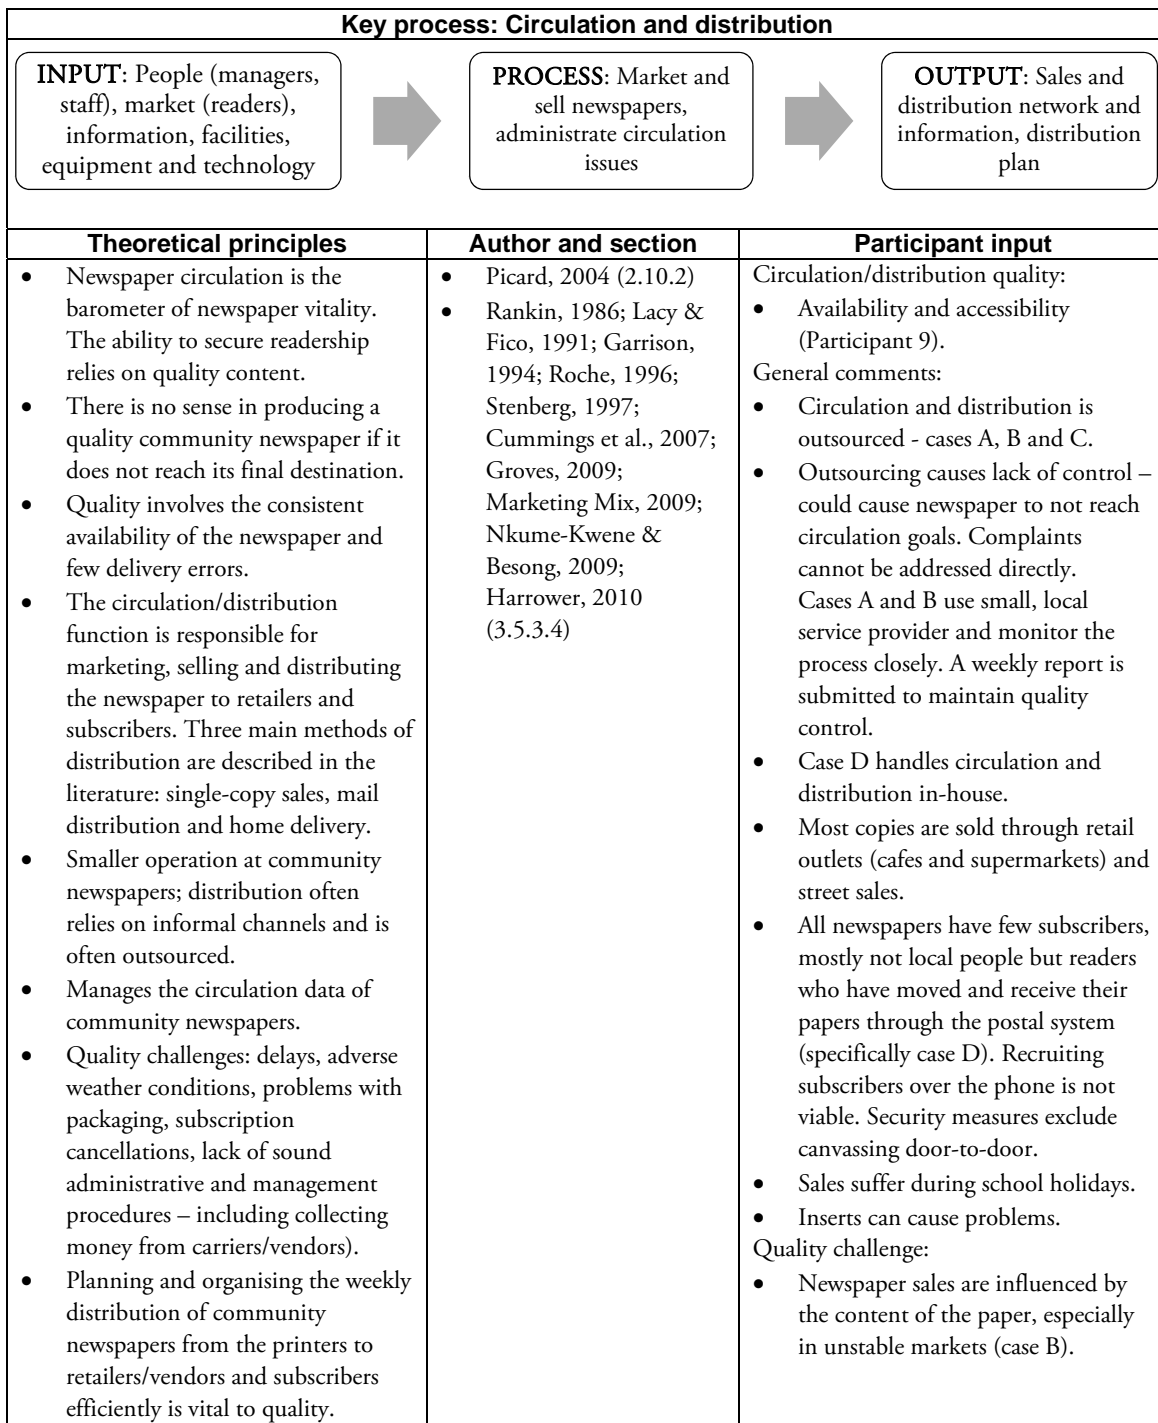 Key process: Circulation and distribution
INPUT: People (managers,
staff), market (readers),
information, facilities,
equipment and technology
PROCESS: Market and
sell newspapers,
administrate circulation
issues
OUTPUT: Sales and
distribution network and
information, distribution
plan
Theoretical principles
• Newspaper circulation is the
barometer of newspaper vitality.
The ability to secure readership
relies on quality content.
• There is no sense in producing a
quality community newspaper if it
does not reach its final destination.
• Quality involves the consistent
availability of the newspaper and
few delivery errors.
• The circulation/distribution
function is responsible for
marketing, selling and distributing
the newspaper to retailers and
subscribers. Three main methods of
distribution are described in the
literature: single-copy sales, mail
distribution and home delivery.
• Smaller operation at community
newspapers; distribution often
relies on informal channels and is
often outsourced.
• Manages the circulation data of
community newspapers.
• Quality challenges: delays, adverse
weather conditions, problems with
packaging, subscription
cancellations, lack of sound
administrative and management
procedures – including collecting
money from carriers/vendors).
• Planning and organising the weekly
distribution of community
newspapers from the printers to
retailers/vendors and subscribers
efficiently is vital to quality.
Author and section
• Picard, 2004 (2.10.2)
• Rankin, 1986; Lacy &
Fico, 1991; Garrison,
1994; Roche, 1996;
Stenberg, 1997;
Cummings et al., 2007;
Groves, 2009;
Marketing Mix, 2009;
Nkume-Kwene &
Besong, 2009;
Harrower, 2010
(3.5.3.4)
Participant input
Circulation/distribution quality:
• Availability and accessibility
(Participant 9).
General comments:
• Circulation and distribution is
outsourced - cases A, B and C.
• Outsourcing causes lack of control –
could cause newspaper to not reach
circulation goals. Complaints
cannot be addressed directly.
Cases A and B use small, local
service provider and monitor the
process closely. A weekly report is
submitted to maintain quality
control.
• Case D handles circulation and
distribution in-house.
• Most copies are sold through retail
outlets (cafes and supermarkets) and
street sales.
• All newspapers have few subscribers,
mostly not local people but readers
who have moved and receive their
papers through the postal system
(specifically case D). Recruiting
subscribers over the phone is not
viable. Security measures exclude
canvassing door-to-door.
• Sales suffer during school holidays.
• Inserts can cause problems.
Quality challenge:
• Newspaper sales are influenced by
the content of the paper, especially
in unstable markets (case B).